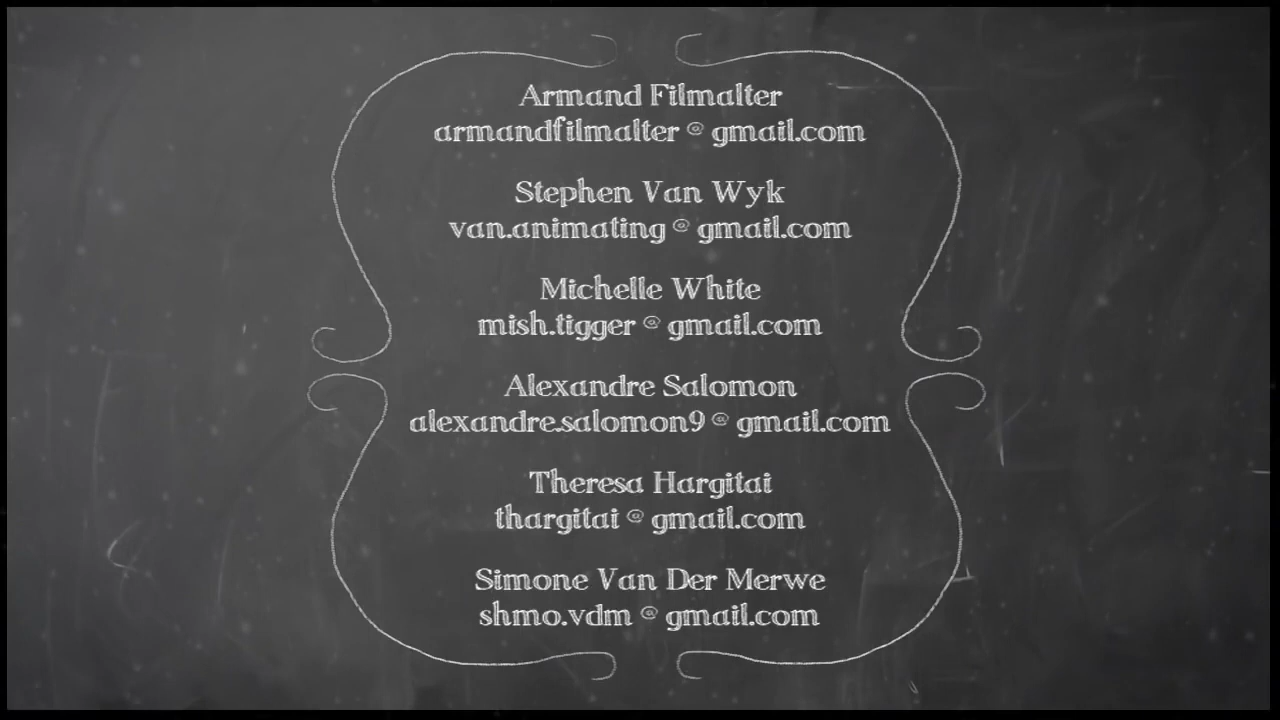 Armand Filmalter
armandfilmalter @ gmail.com
Stephen Van Wyk
van.animating @ gmail.com
Michelle White
mish.tigger @ gmail.com
Alexandre Salomon
alexandre.salomon9 @ gmail.com
Theresa Hargitai
thargitai @ gmail.com
Simone Van Der Merwe
shmo.vdm @ gmail.com